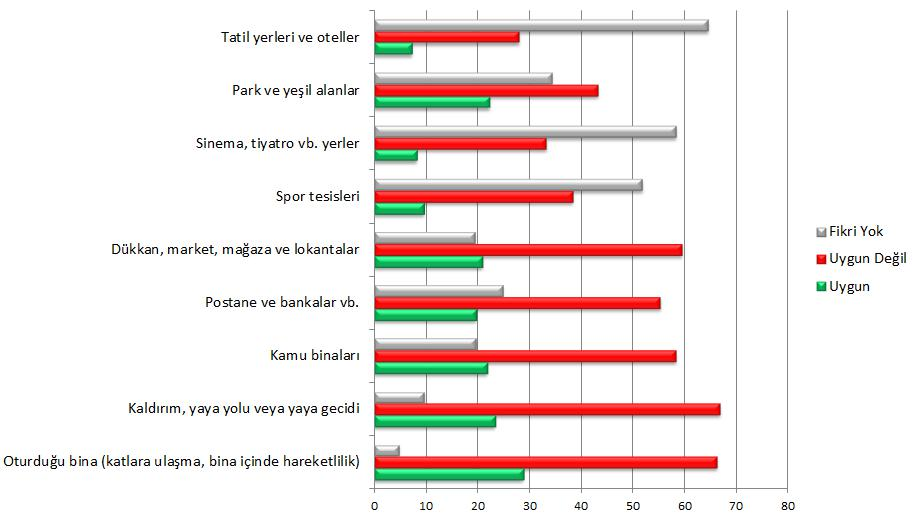 Tatil yerleri ve oteller
Park ve yeşil alanlar
Sinema, tiyatro vb. yerler
Spor tesisleri
Dükkan, market, mağaza ve lokantalar
Postane ve bankalar vb.
Kamu binaları
Kaldırım, yaya yolu veya yaya gecidi
Oturduğu bina (katlara ulaşma, bina içinde hareketlilik)
0 10 20 30 40 50 60 70 80
Fikri Yok
Uygun Değil
Uygun